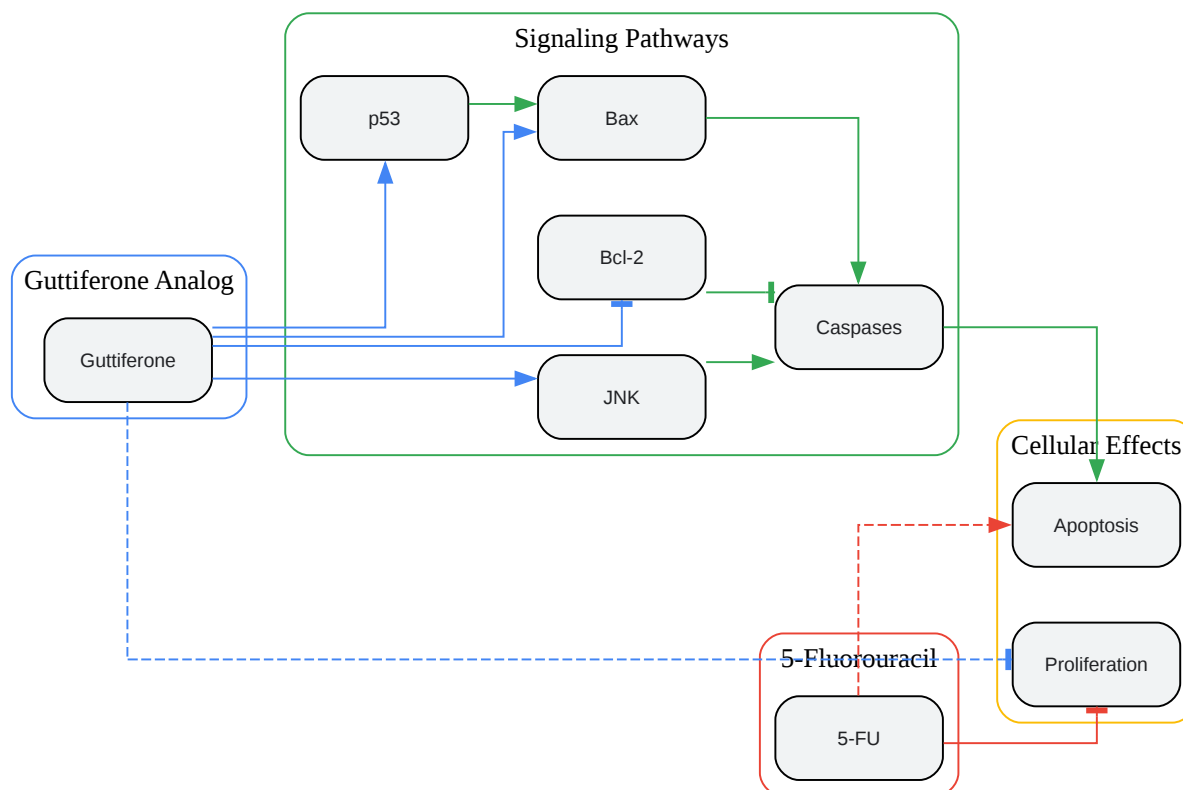 Signaling Pathways
p53
Bax
Bcl-2
Guttiferone Analog
Guttiferone
Caspases
JNK
Cellular Effects
Apoptosis
5-Fluorouracil
Proliferation
5-FU